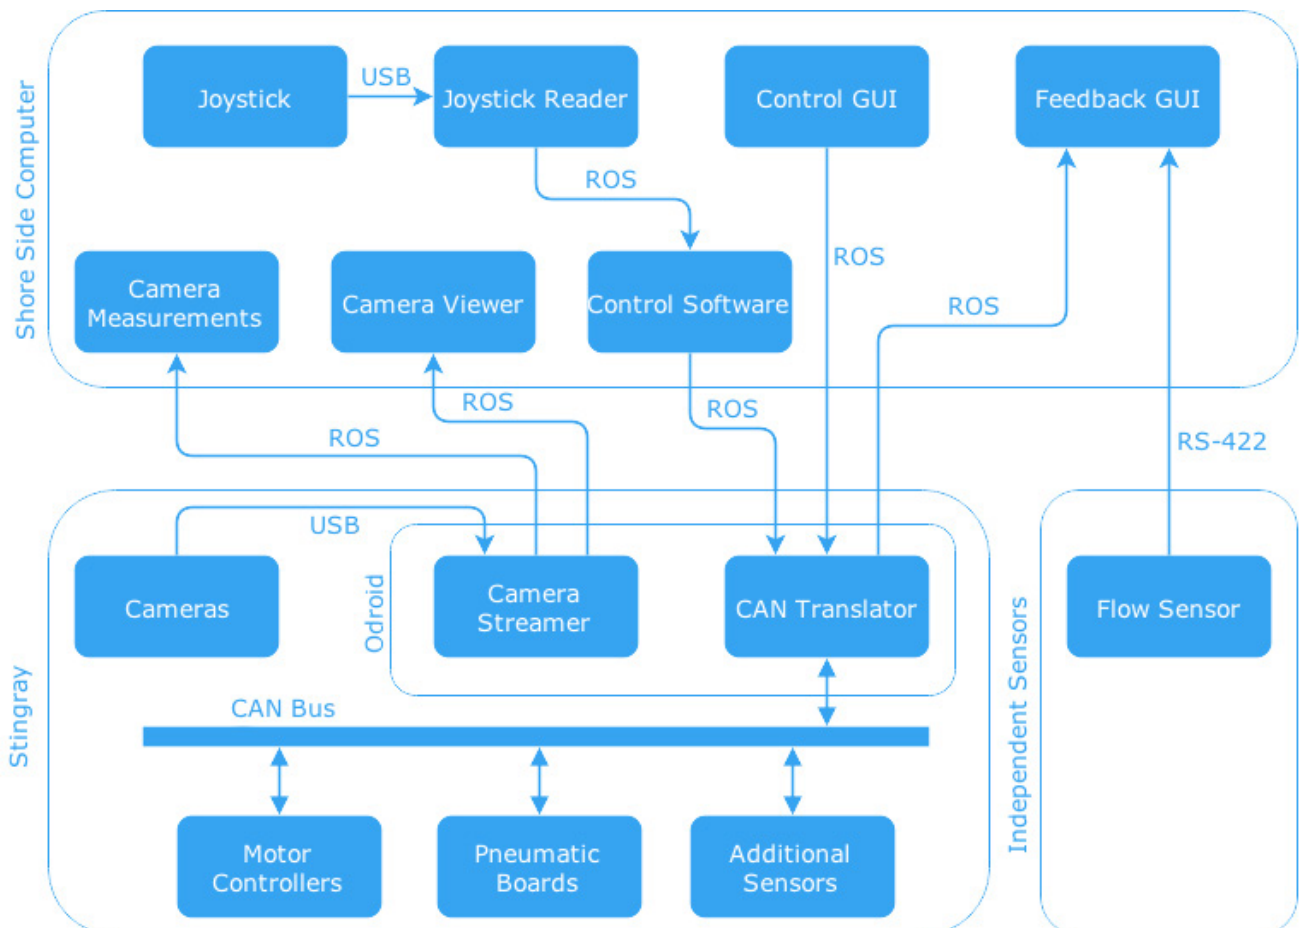 Shore Side Computer
Joystick
USB
Joystick Reader
Control GUI
Feedback GUI
ROS
ROS
Camera
Measurements
Camera Viewer
Control Software
ROS
ROS
ROS
ROS
RS-422
Stingray
USB
Cameras
Odroid
Camera
Streamer
CAN Translator
Independent Sensors
Flow Sensor
CAN Bus
Motor
Controllers
Pneumatic
Boards
Additional
Sensors